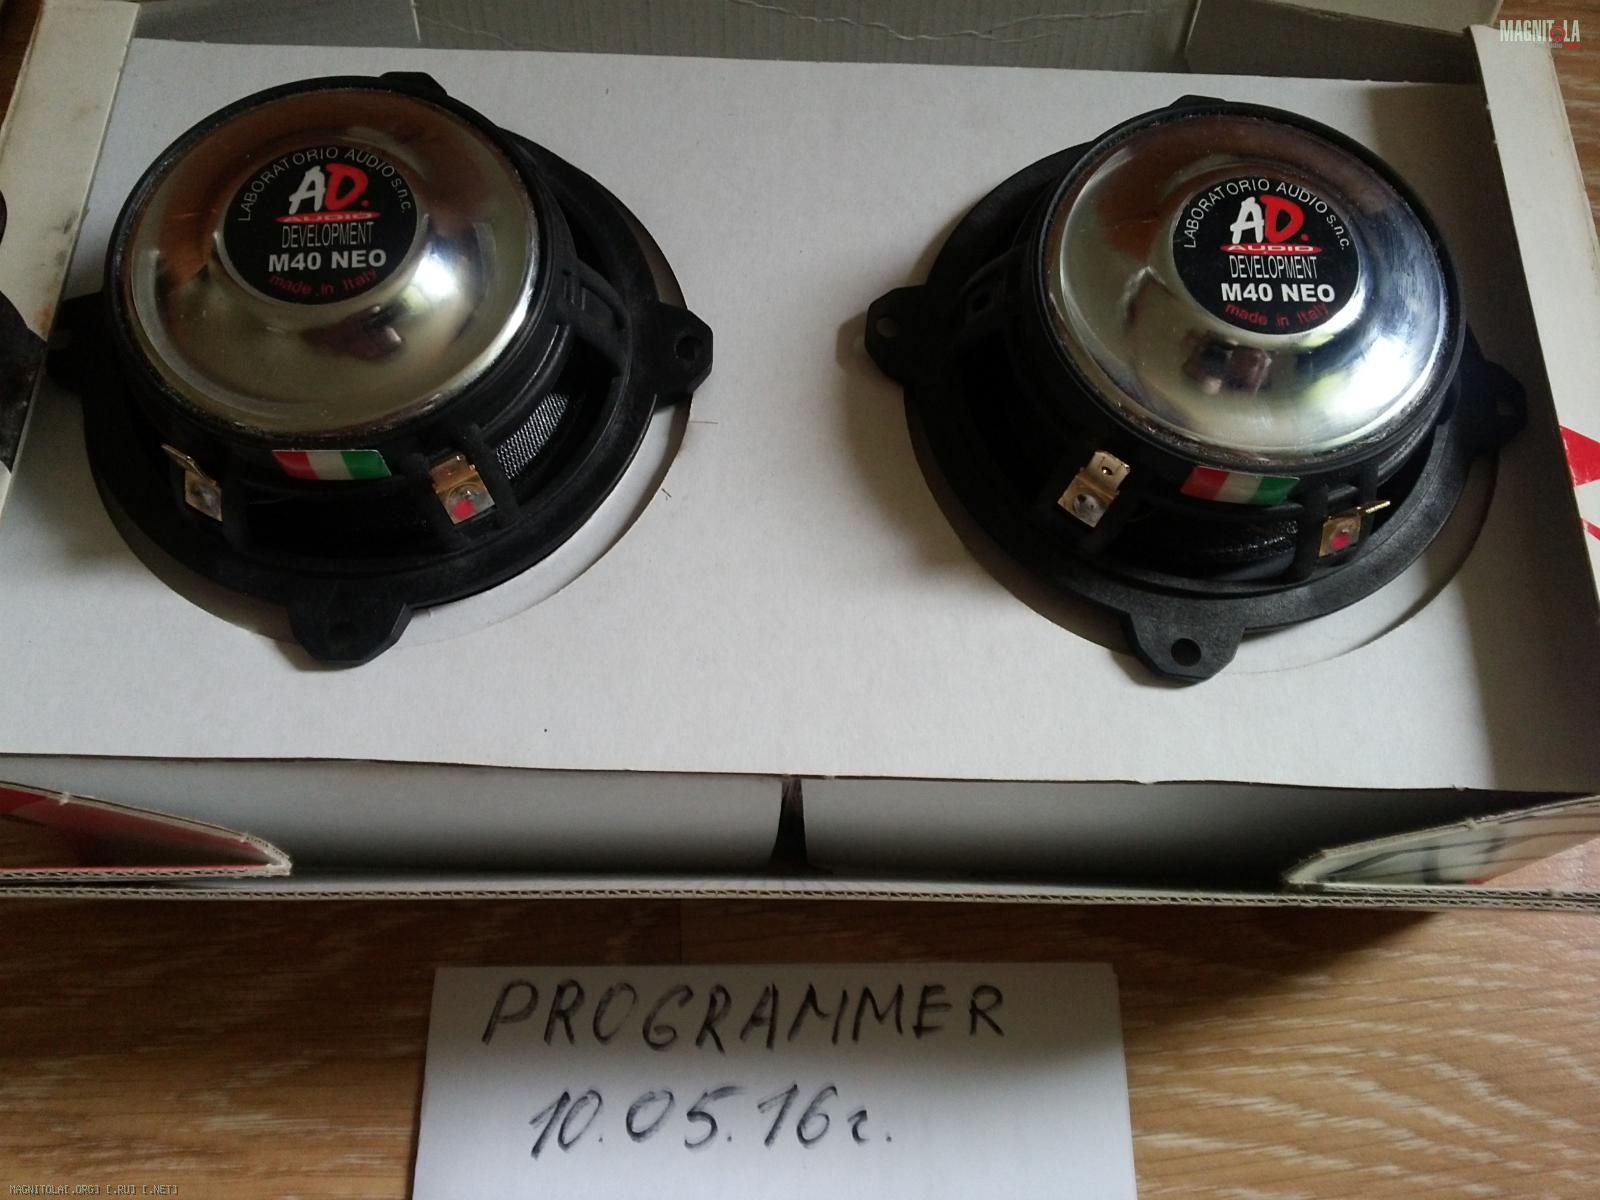 MAGNITOLA
LABORATORIO AUDIO s.n.c.
AD.
AUDIO
DEVELOPMENT
M40 NEO
made in Italy
LABORATORIO AUDIO s.n.c.
AD.
AUDIO
DEVELOPMENT
M40 NEO
made in Italy
PROGRAMMER
10.05.16г.
MAGNITOLA[.ORG] [.RU] [.NET]